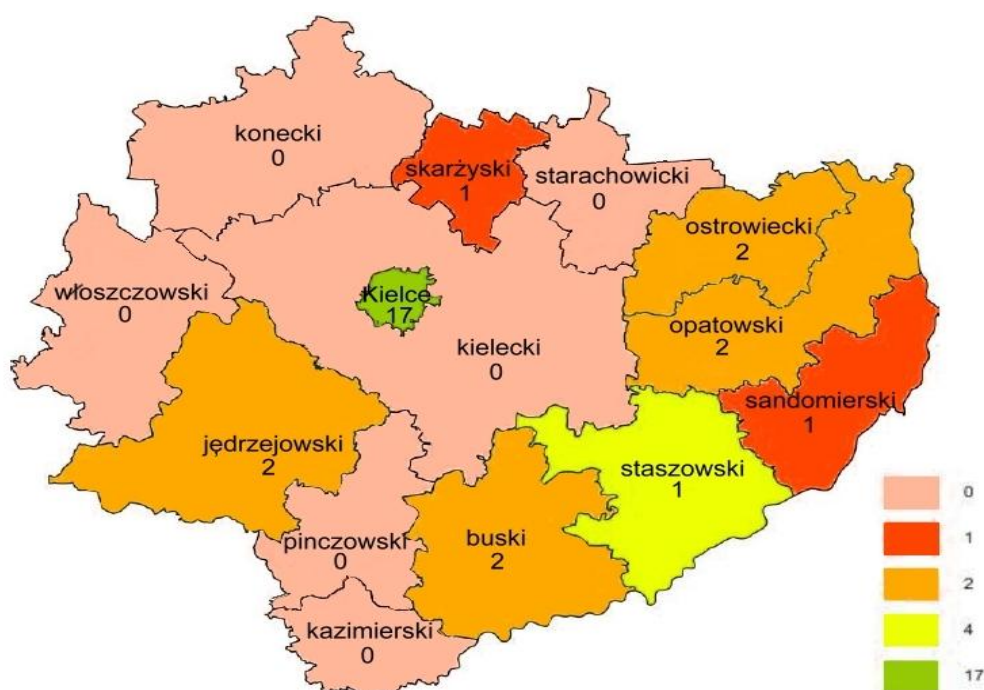 konecki
0
skarżyski
1
starachowicki
0
ostrowiecki
2
włoszczowski
0
Kielce
17
opatowski
2
kielecki
0
sandomierski
1
jędrzejowski
2
staszowski
1
pinczowski
0
buski
2
kazimierski
0
0
1
2
4
17